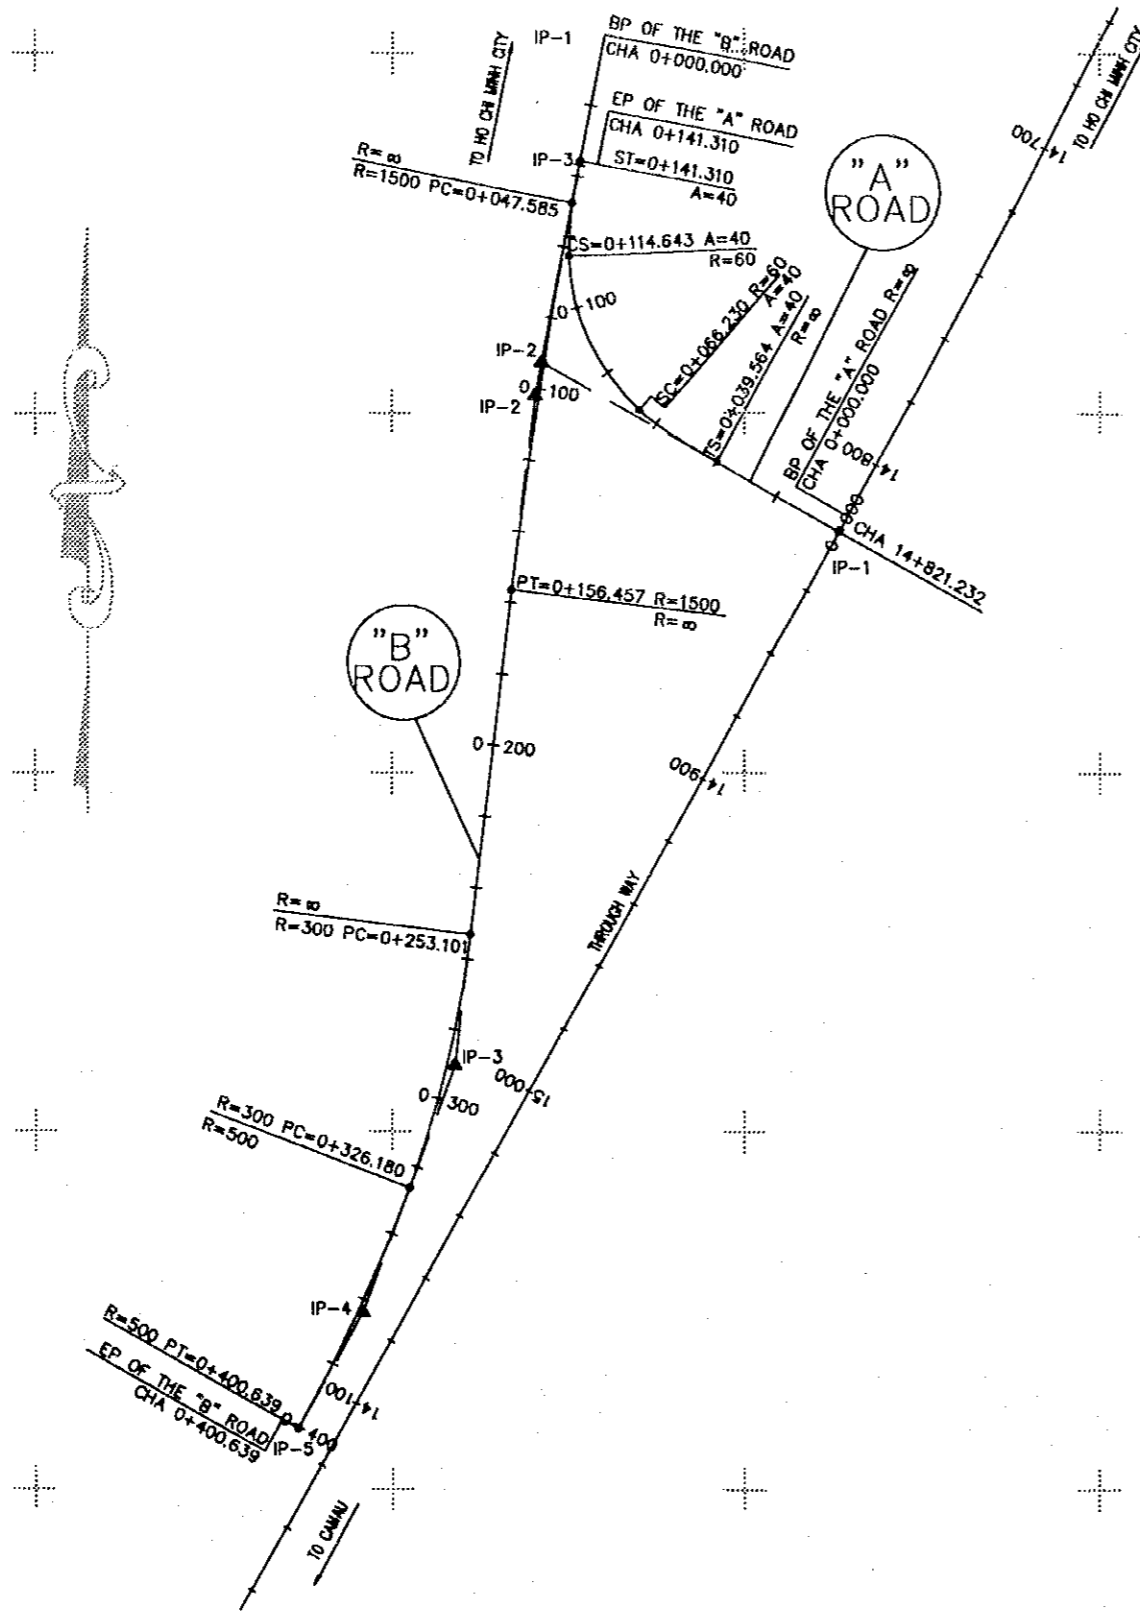 IP-1
BP OF THE "B" ROAD
CHA 0+000.000
TO HO CHI MINH CITY
EP OF THE "A" ROAD
CHA 0+141.310
IP-3
ST=0+141.310
A=40
R=∞
R=1500 PC=0+047.585
CS=0+114.643 A=40
R=60
"A"
ROAD
TO HO CHI MINH CITY
14-700
0+100
SC=0+066.230 R=60
A=40
TS=0+039.564 A=40
R=∞
BP OF THE "A" ROAD R=∞
CHA 0+000.000
IP-2
0+100
IP-2
14-800
CHA 14+821.232
IP-1
PT=0+156.457 R=1500
R=∞
"B"
ROAD
0+200
14-900
R=∞
R=300 PC=0+253.101
THROUGH WAY
IP-3
0+300
15-000
R=300 PC=0+326.180
R=500
IP-4
R=500 PT=0+400.639
EP OF THE "B" ROAD
CHA 0+400.639
IP-5
0+400
14-100
TO CAMAU